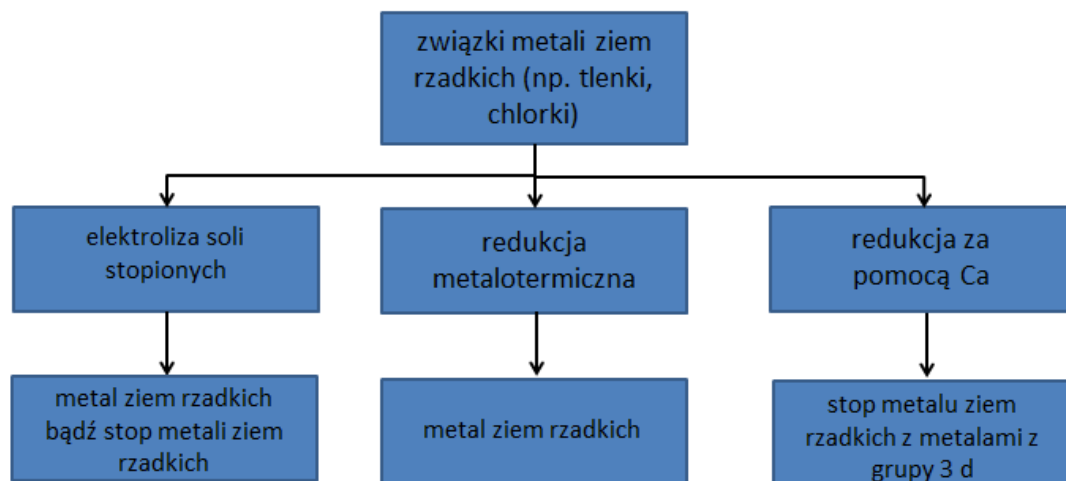 związki metali ziem
rzadkich (np. tlenki,
chlorki)
elektroliza soli
stopionych
redukcja
metalotermiczna
redukcja za
pomocą Ca
metal ziem rzadkich
bądź stop metali ziem
rzadkich
metal ziem rzadkich
stop metalu ziem
rzadkich z metalami z
grupy 3 d